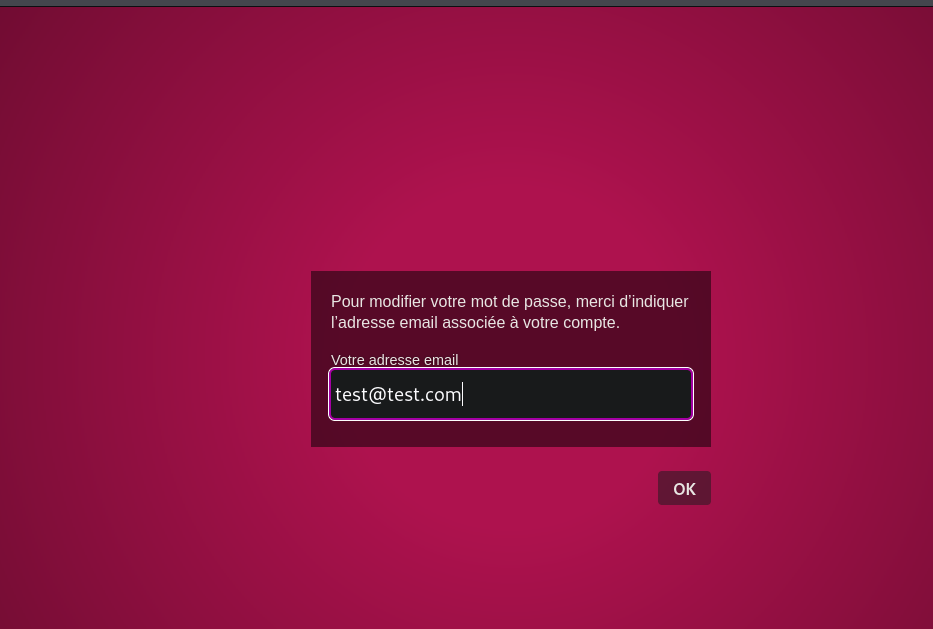 Pour modifier votre mot de passe, merci d’indiquer
l’adresse email associée à votre compte.
Votre adresse email
test@test.com
OK